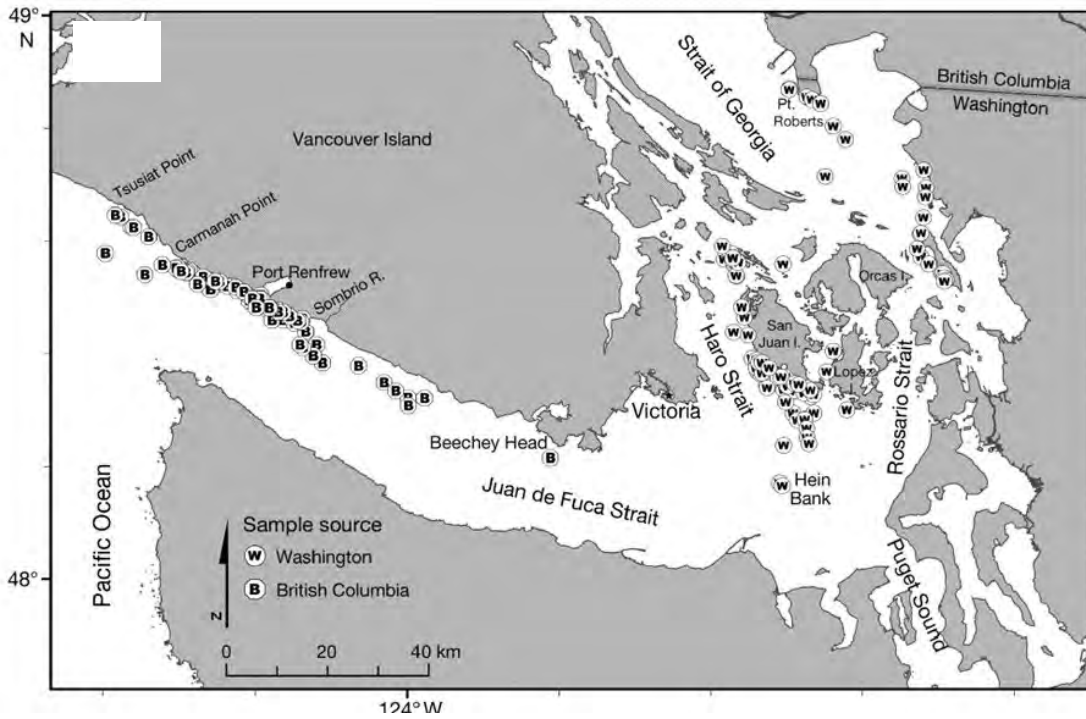 49°
N
Strait of Georgia
British Columbia
Washington
Pt.
Roberts
Vancouver Island
Tsusiat Point
Carmanah Point
Port Renfrew
Sombrio R.
Orcas I.
San
Juan I.
Lopez
I.
Haro Strait
Rossario Strait
Victoria
Beechey Head
Juan de Fuca Strait
Hein
Bank
Pacific Ocean
Sample source
W Washington
B British Columbia
N
0 20 40 km
48°
Puget Sound
124°W